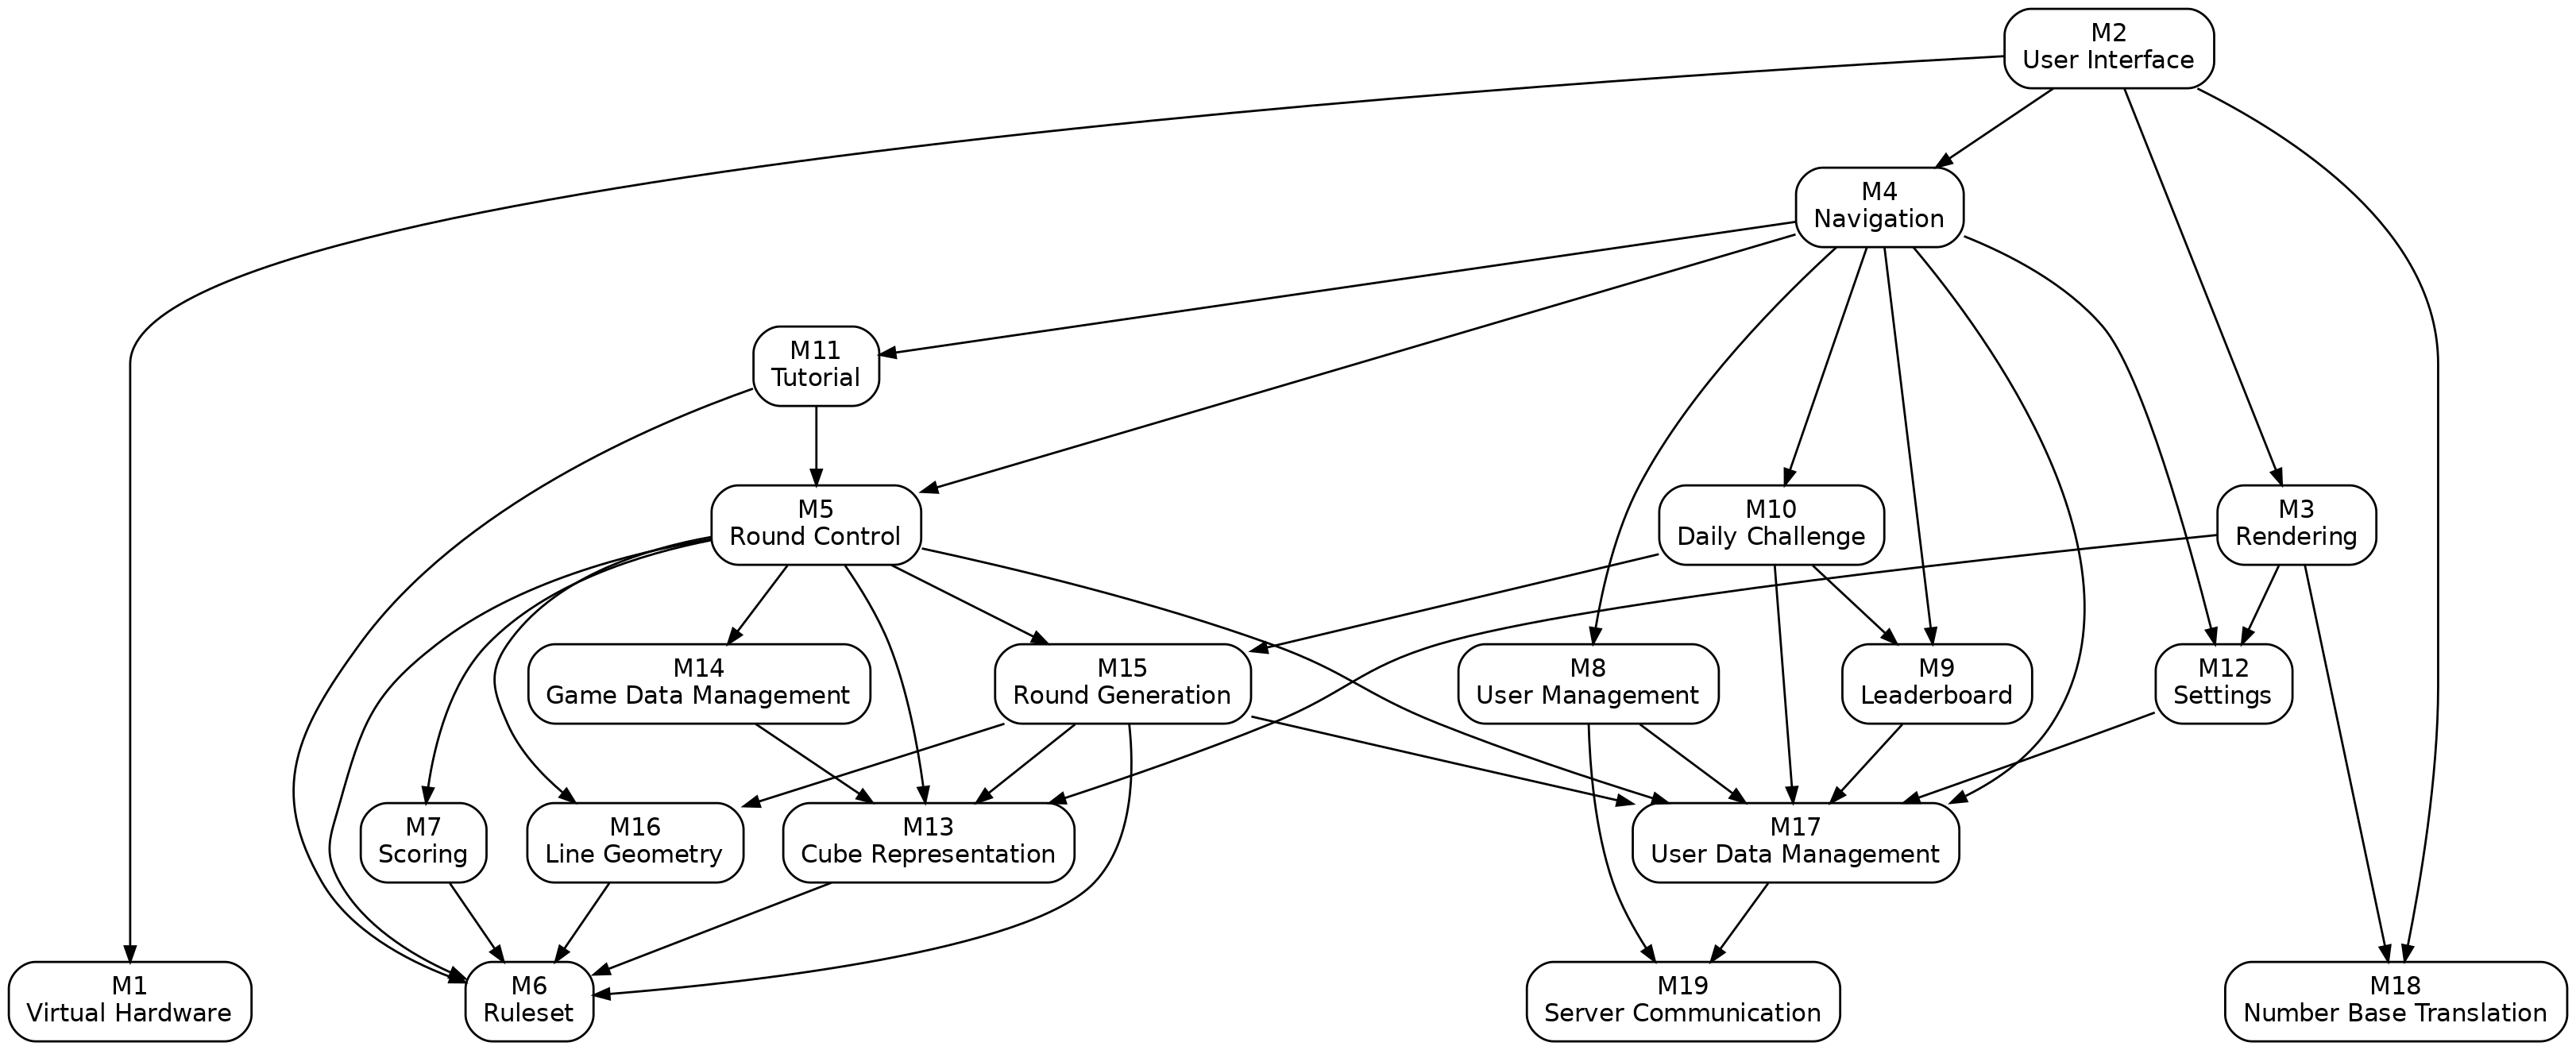 M2
User Interface
M4
Navigation
M11
Tutorial
M5
Round Control
M10
Daily Challenge
M3
Rendering
M14
Game Data Management
M15
Round Generation
M8
User Management
M9
Leaderboard
M12
Settings
M7
Scoring
M16
Line Geometry
M13
Cube Representation
M17
User Data Management
M1
Virtual Hardware
M6
Ruleset
M19
Server Communication
M18
Number Base Translation